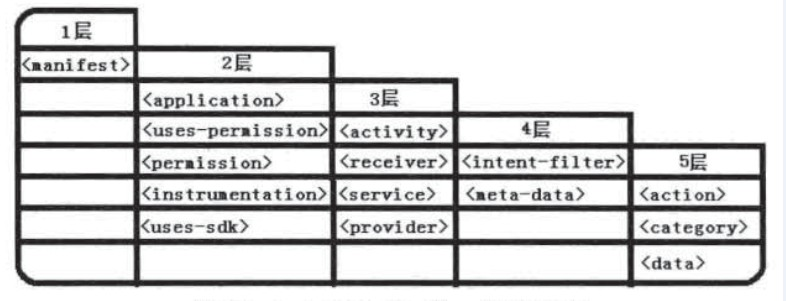 1层
<manifest> 2层
<application> 3层
<uses-permission> <activity> 4层
<permission> <receiver> <intent-filter> 5层
<instrumentation> <service> <meta-data> <action>
<uses-sdk> <provider> <category>
<data>